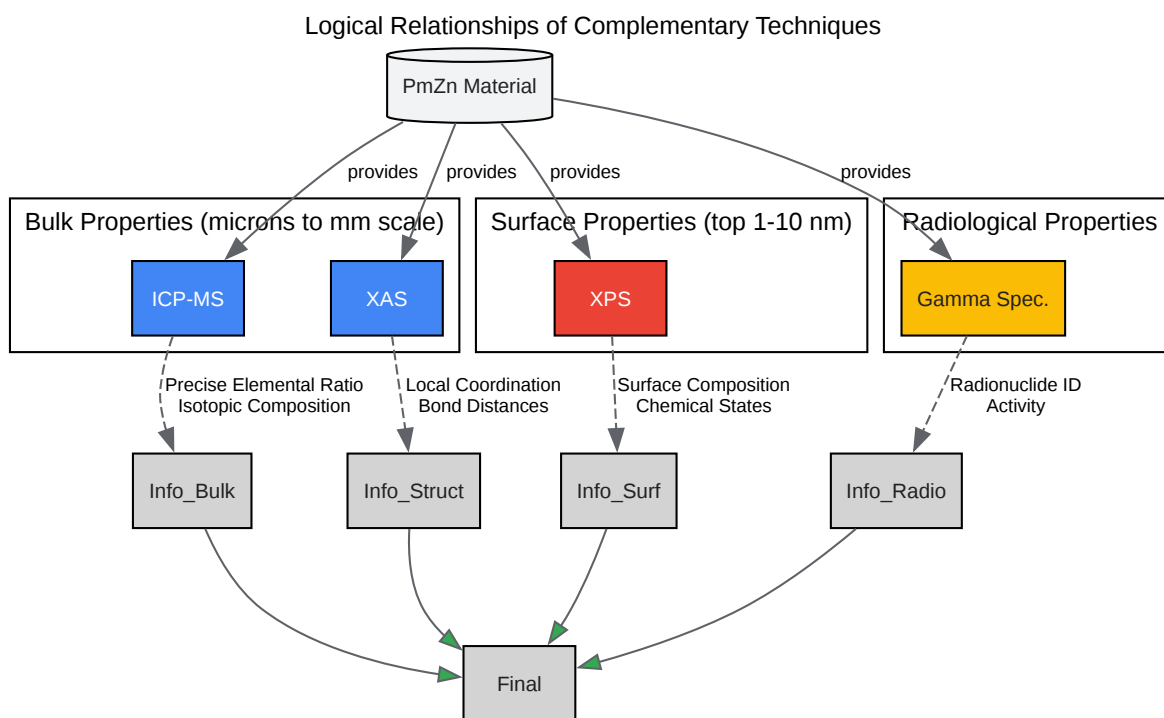 Logical Relationships of Complementary Techniques
PmZn Material
provides
provides
provides
provides
Bulk Properties (microns to mm scale)
Surface Properties (top 1-10 nm)
Radiological Properties
ICP-MS
XAS
XPS
Gamma Spec.
Precise Elemental Ratio
Isotopic Composition
Local Coordination
Bond Distances
Surface Composition
Chemical States
Radionuclide ID
Activity
Info_Bulk
Info_Struct
Info_Surf
Info_Radio
Final